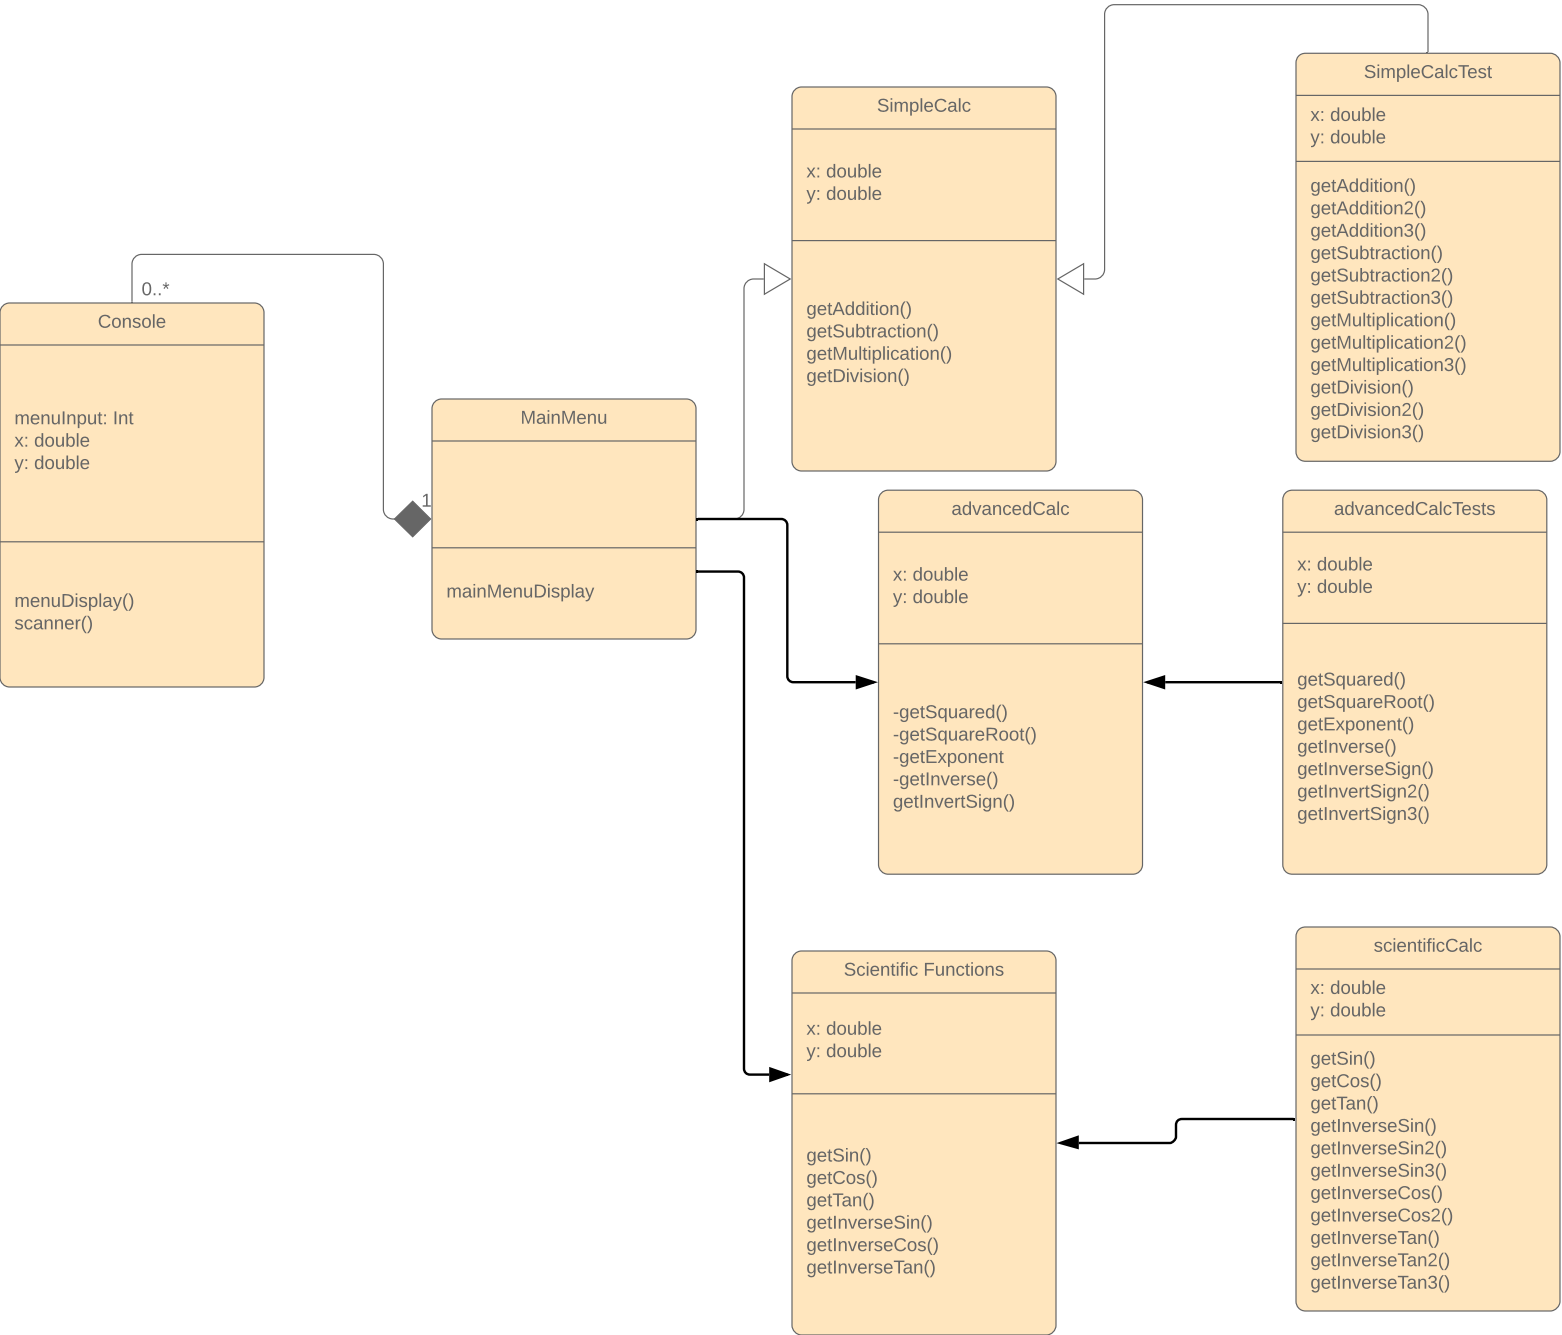 Console
menuInput: Int
x: double
y: double
menuDisplay()
scanner()
0..*
1
MainMenu
mainMenuDisplay
SimpleCalc
x: double
y: double
getAddition()
getSubtraction()
getMultiplication()
getDivision()
SimpleCalcTest
x: double
y: double
getAddition()
getAddition2()
getAddition3()
getSubtraction()
getSubtraction2()
getSubtraction3()
getMultiplication()
getMultiplication2()
getMultiplication3()
getDivision()
getDivision2()
getDivision3()
advancedCalc
x: double
y: double
-getSquared()
-getSquareRoot()
-getExponent
-getInverse()
getInvertSign()
advancedCalcTests
x: double
y: double
getSquared()
getSquareRoot()
getExponent()
getInverse()
getInverseSign()
getInvertSign2()
getInvertSign3()
Scientific Functions
x: double
y: double
getSin()
getCos()
getTan()
getInverseSin()
getInverseCos()
getInverseTan()
scientificCalc
x: double
y: double
getSin()
getCos()
getTan()
getInverseSin()
getInverseSin2()
getInverseSin3()
getInverseCos()
getInverseCos2()
getInverseTan()
getInverseTan2()
getInverseTan3()